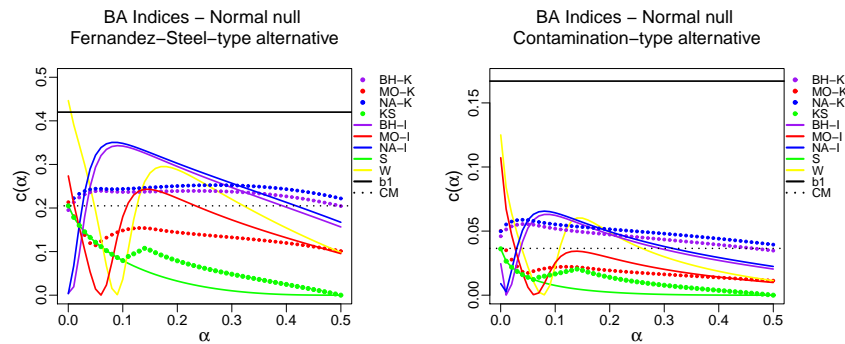 BA Indices − Normal null
Fernandez−Steel−type alternative
c(α)
0.5
0.4
0.3
0.2
0.1
0.0
0.0 0.1 0.2 0.3 0.4 0.5
α
BH−K
MO−K
NA−K
KS
BH−I
MO−I
NA−I
S
W
b1
CM
BA Indices − Normal null
Contamination−type alternative
c(α)
0.15
0.10
0.05
0.00
0.0 0.1 0.2 0.3 0.4 0.5
α
BH−K
MO−K
NA−K
KS
BH−I
MO−I
NA−I
S
W
b1
CM